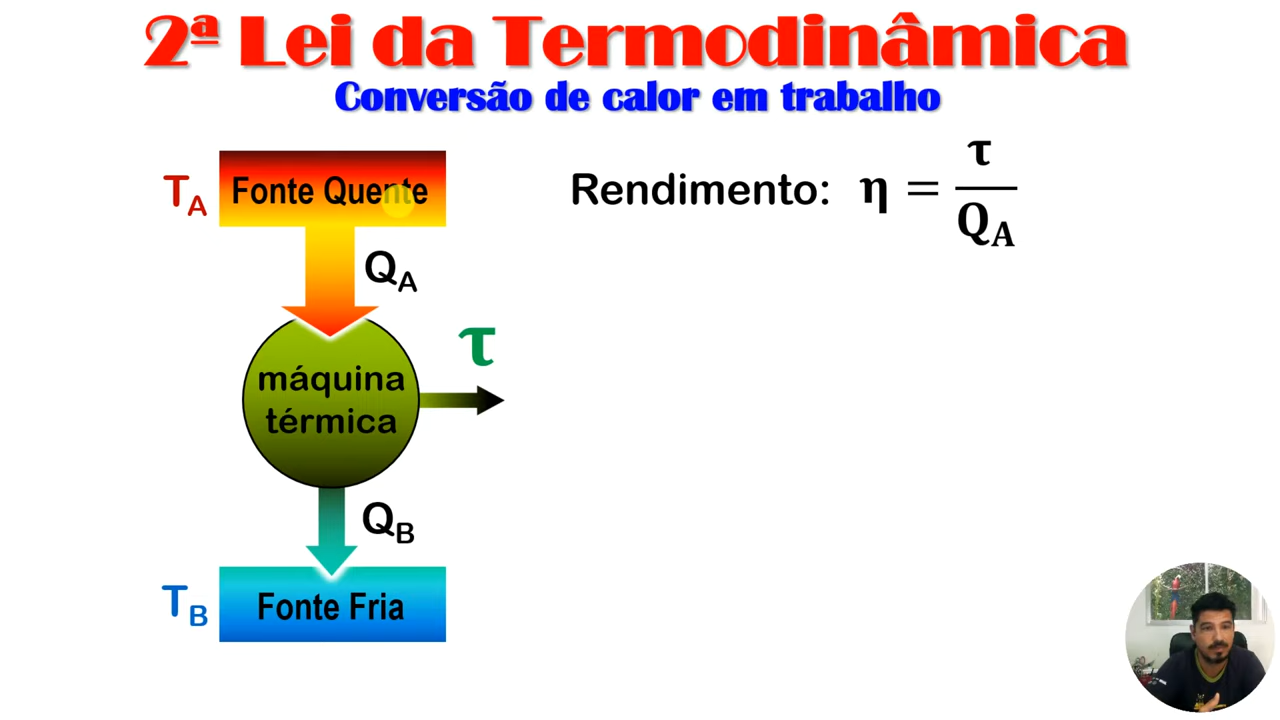 2ª Lei da Termodinâmica
Conversão de calor em trabalho
T_A
Fonte Quente
Rendimento: η = τ / Q_A
Q_A
τ
máquina
térmica
Q_B
T_B
Fonte Fria